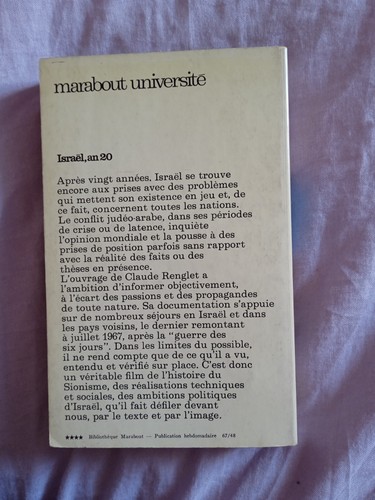 marabout université
Israël, an 20
Après vingt années. Israël se trouve
encore aux prises avec des problèmes
qui mettent son existence en jeu et, de
ce fait, concernent toutes les nations.
Le conflit judéo-arabe, dans ses périodes
de crise ou de latence, inquiète
l'opinion mondiale et la pousse à des
prises de position parfois sans rapport
avec la réalité des faits ou des
thèses en présence.
L'ouvrage de Claude Renglet a
l'ambition d'informer objectivement,
à l'écart des passions et des propagandes
de toute nature. Sa documentation s'appuie
sur de nombreux séjours en Israël et dans
les pays voisins, le dernier remontant
à juillet 1967, après la "guerre des
six jours". Dans les limites du possible,
il ne rend compte que de ce qu'il a vu,
entendu et vérifié sur place. C'est donc
un véritable film de l'histoire du
Sionisme, des réalisations techniques
et sociales, des ambitions politiques
d'Israël, qu'il fait défiler devant
nous, par le texte et par l'image.
**** Bibliothèque Marabout — Publication hebdomadaire 67/48